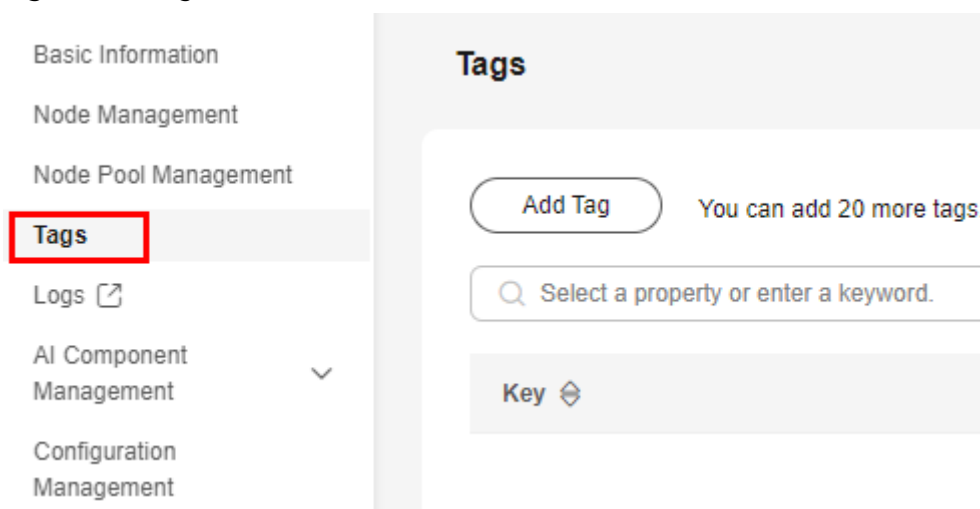 Basic Information
Node Management
Node Pool Management
Tags
Logs
AI Component
Management
Configuration
Management
Tags
Add Tag
You can add 20 more tags
Select a property or enter a keyword.
Key